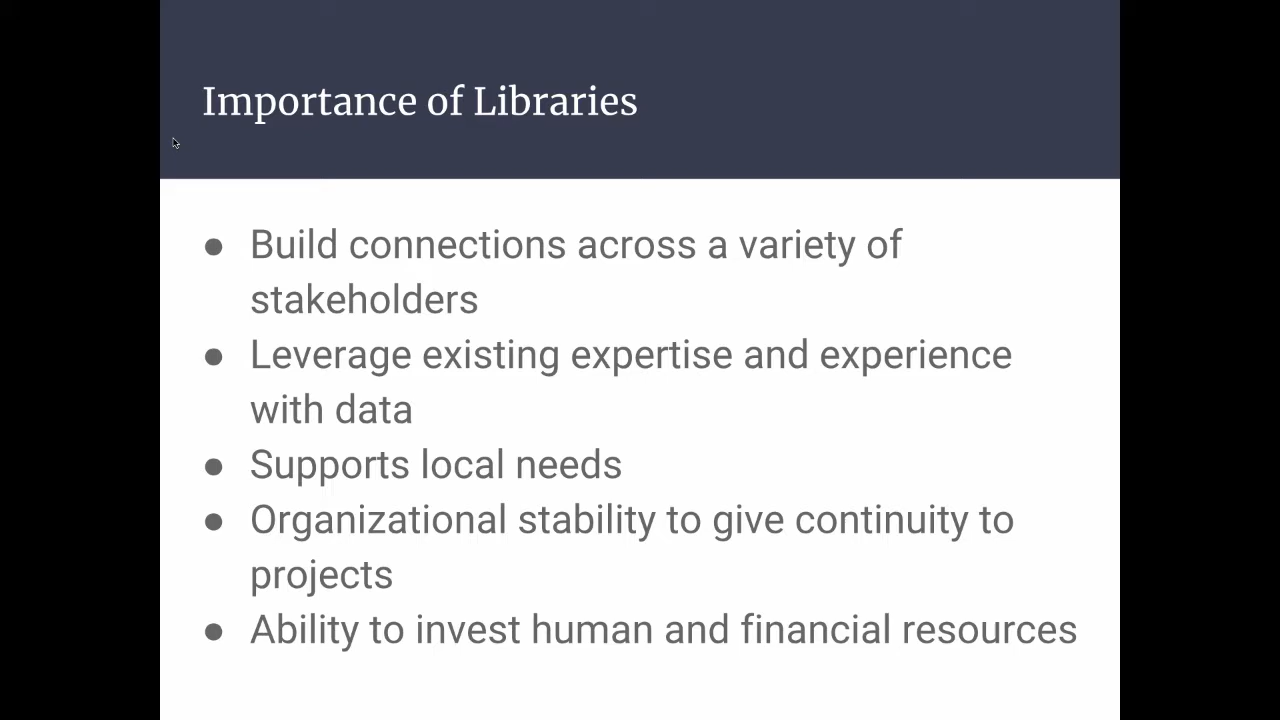 Importance of Libraries
● Build connections across a variety of
stakeholders
● Leverage existing expertise and experience
with data
● Supports local needs
● Organizational stability to give continuity to
projects
● Ability to invest human and financial resources